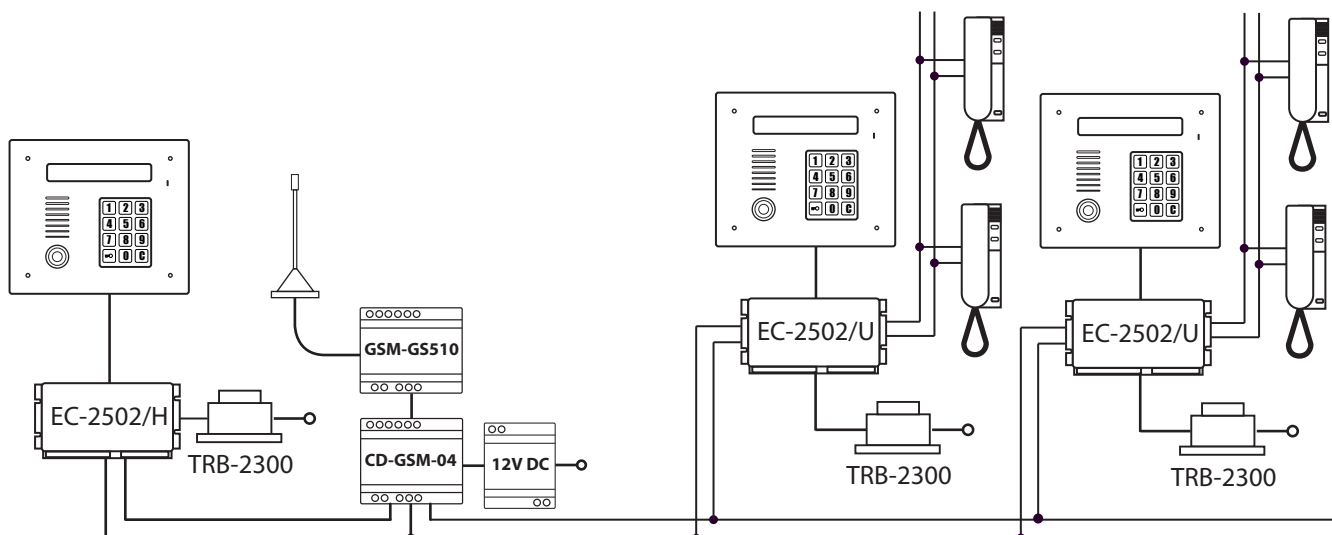 1 2 3
4 5 6
7 8 9
0 C
EC-2502/H
TRB-2300
GSM-GS510
CD-GSM-04
12V DC
1 2 3
4 5 6
7 8 9
0 C
EC-2502/U
TRB-2300
1 2 3
4 5 6
7 8 9
0 C
EC-2502/U
TRB-2300